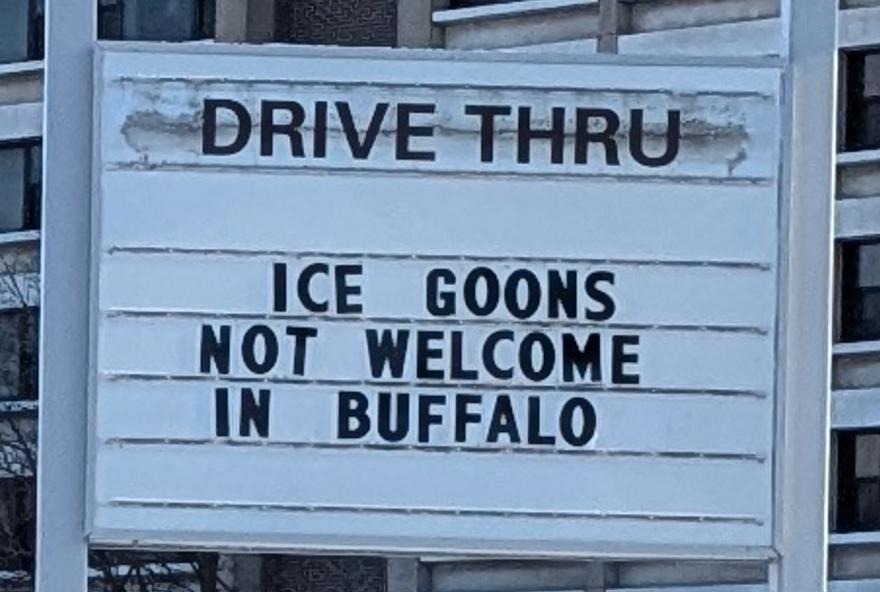 DRIVE THRU
ICE GOONS
NOT WELCOME
IN BUFFALO